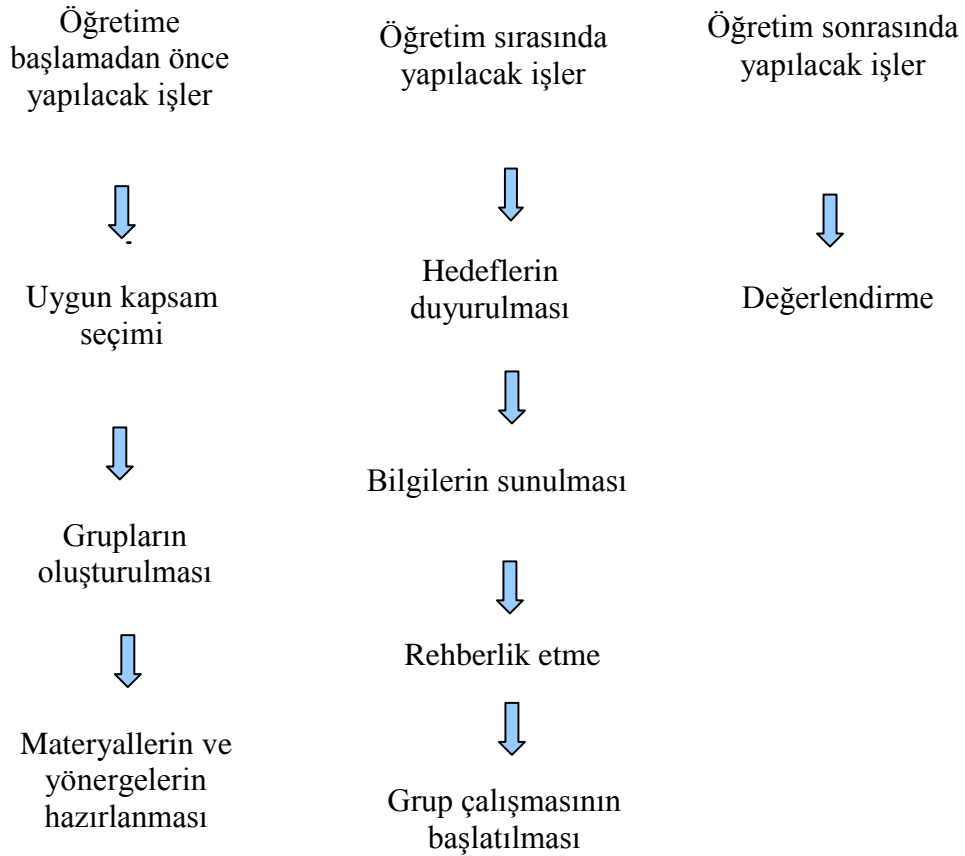 Öğretime
başlamadan önce
yapılacak işler
Uygun kapsam
seçimi
Grupların
oluşturulması
Materyallerin ve
yönergelerin
hazırlanması
Öğretim sırasında
yapılacak işler
Hedeflerin
duyurulması
Bilgilerin sunulması
Rehberlik etme
Grup çalışmasının
başlatılması
Öğretim sonrasında
yapılacak işler
Değerlendirme